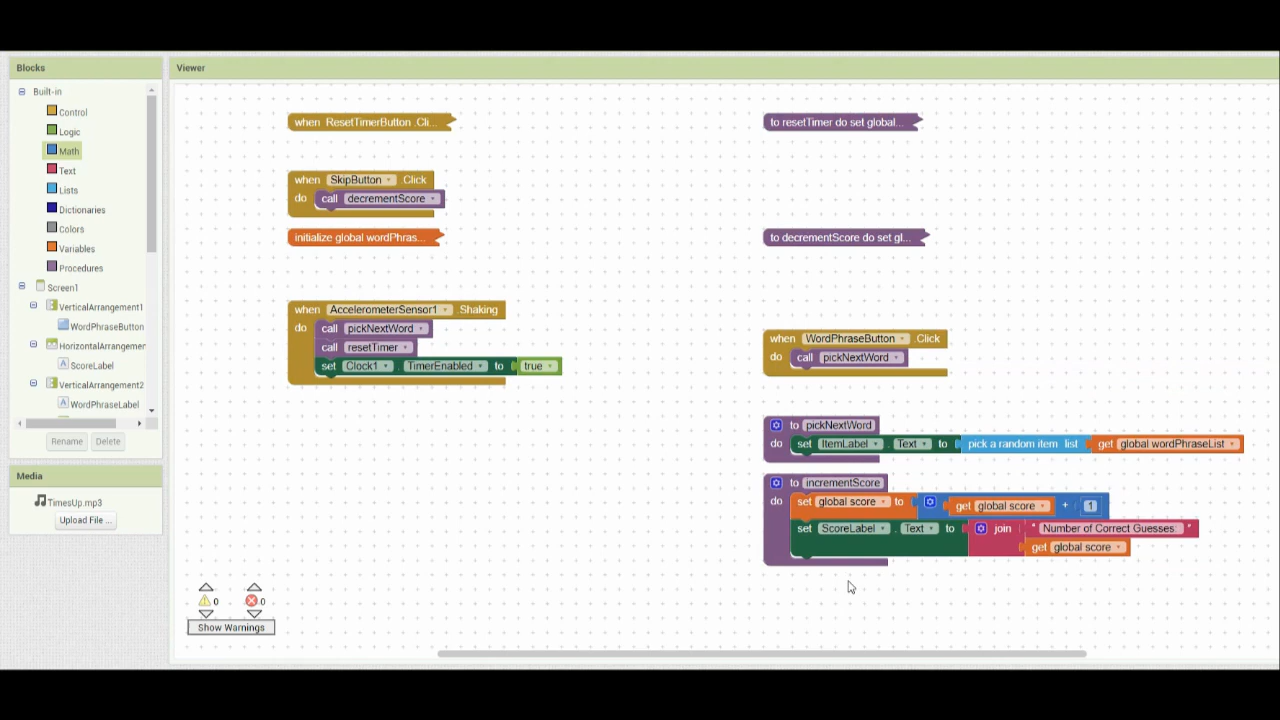 Blocks
Built-in
Control
Logic
Math
Text
Lists
Dictionaries
Colors
Variables
Procedures
Screen1
VerticalArrangement1
WordPhraseButton
HorizontalArrangemer
ScoreLabel
VerticalArrangement2
WordPhraseLabel
Rename Delete
Media
TimesUp.mp3
Upload File ...
Viewer
when ResetTimerButton .Cli...
when SkipButton .Click
do call decrementScore
initialize global wordPhras...
when AccelerometerSensor1 .Shaking
do call pickNextWord
call resetTimer
set Clock1 . TimerEnabled to true
0 0
Show Warnings
to resetTimer do set global...
to decrementScore do set gl...
when WordPhraseButton .Click
do call pickNextWord
to pickNextWord
do set ItemLabel . Text to pick a random item list get global wordPhraseList
to incrementScore
do set global score to get global score + 1
set ScoreLabel . Text to join " Number of Correct Guesses "
get global score